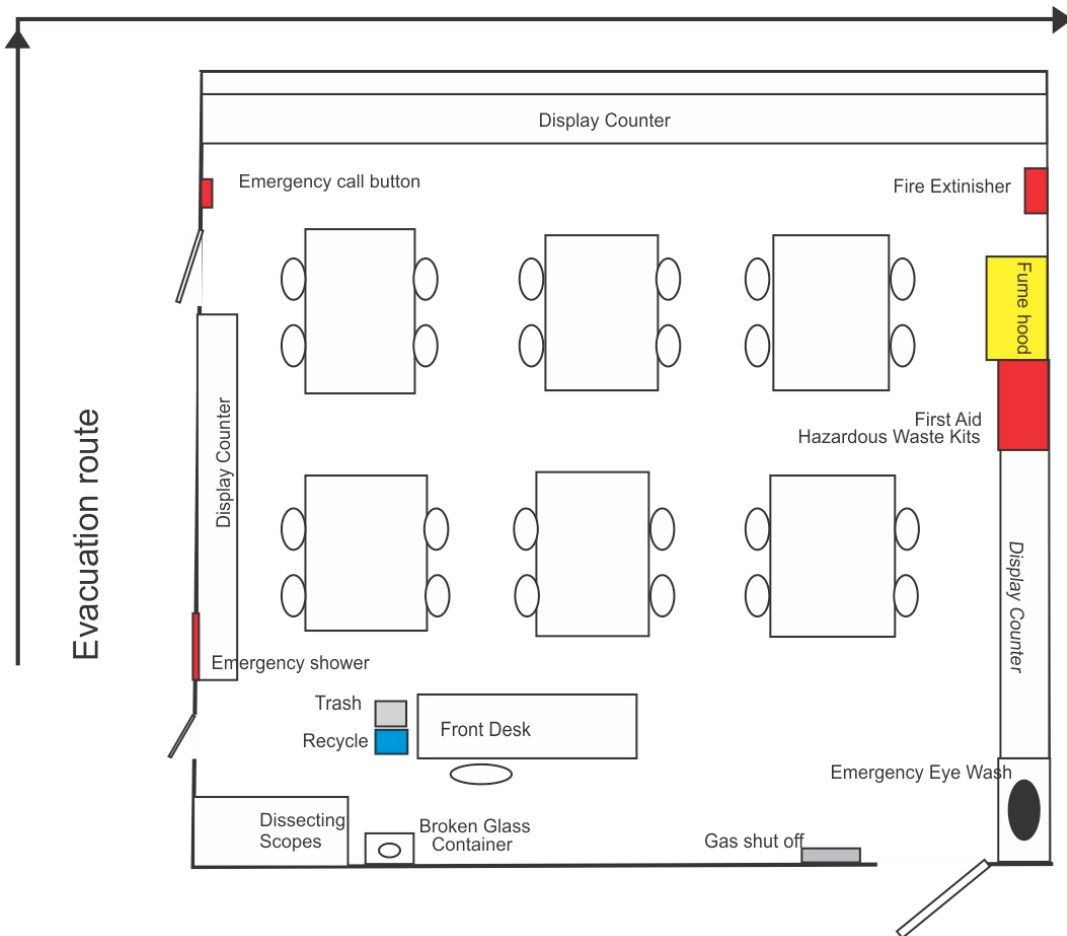 Display Counter
Emergency call button
Fire Extinisher
Fume hood
First Aid
Hazardous Waste Kits
Evacuation route
Display Counter
Display Counter
Emergency shower
Trash
Recycle
Front Desk
Emergency Eye Wash
Dissecting
Scopes
Broken Glass
Container
Gas shut off